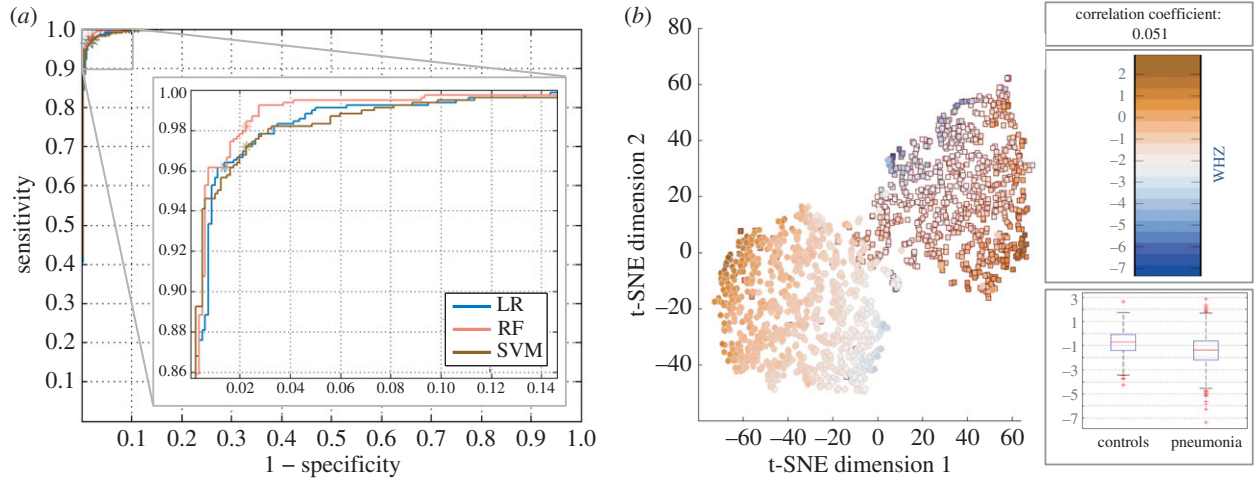 (a)
1.0
0.9
0.8
0.7
0.6
0.5
0.4
0.3
0.2
0.1
sensitivity
0.1 0.2 0.3 0.4 0.5 0.6 0.7 0.8 0.9 1.0
1 – specificity
1.00
0.98
0.96
0.94
0.92
0.90
0.88
0.86
0.02 0.04 0.06 0.08 0.10 0.12 0.14
LR
RF
SVM
(b)
80
60
40
20
0
–20
–40
t-SNE dimension 2
–60 –40 –20 0 20 40 60
t-SNE dimension 1
correlation coefficient:
0.051
2
1
0
–1
–2
–3
–4
–5
–6
–7
WHZ
3
1
–1
–3
–5
–7
controls pneumonia